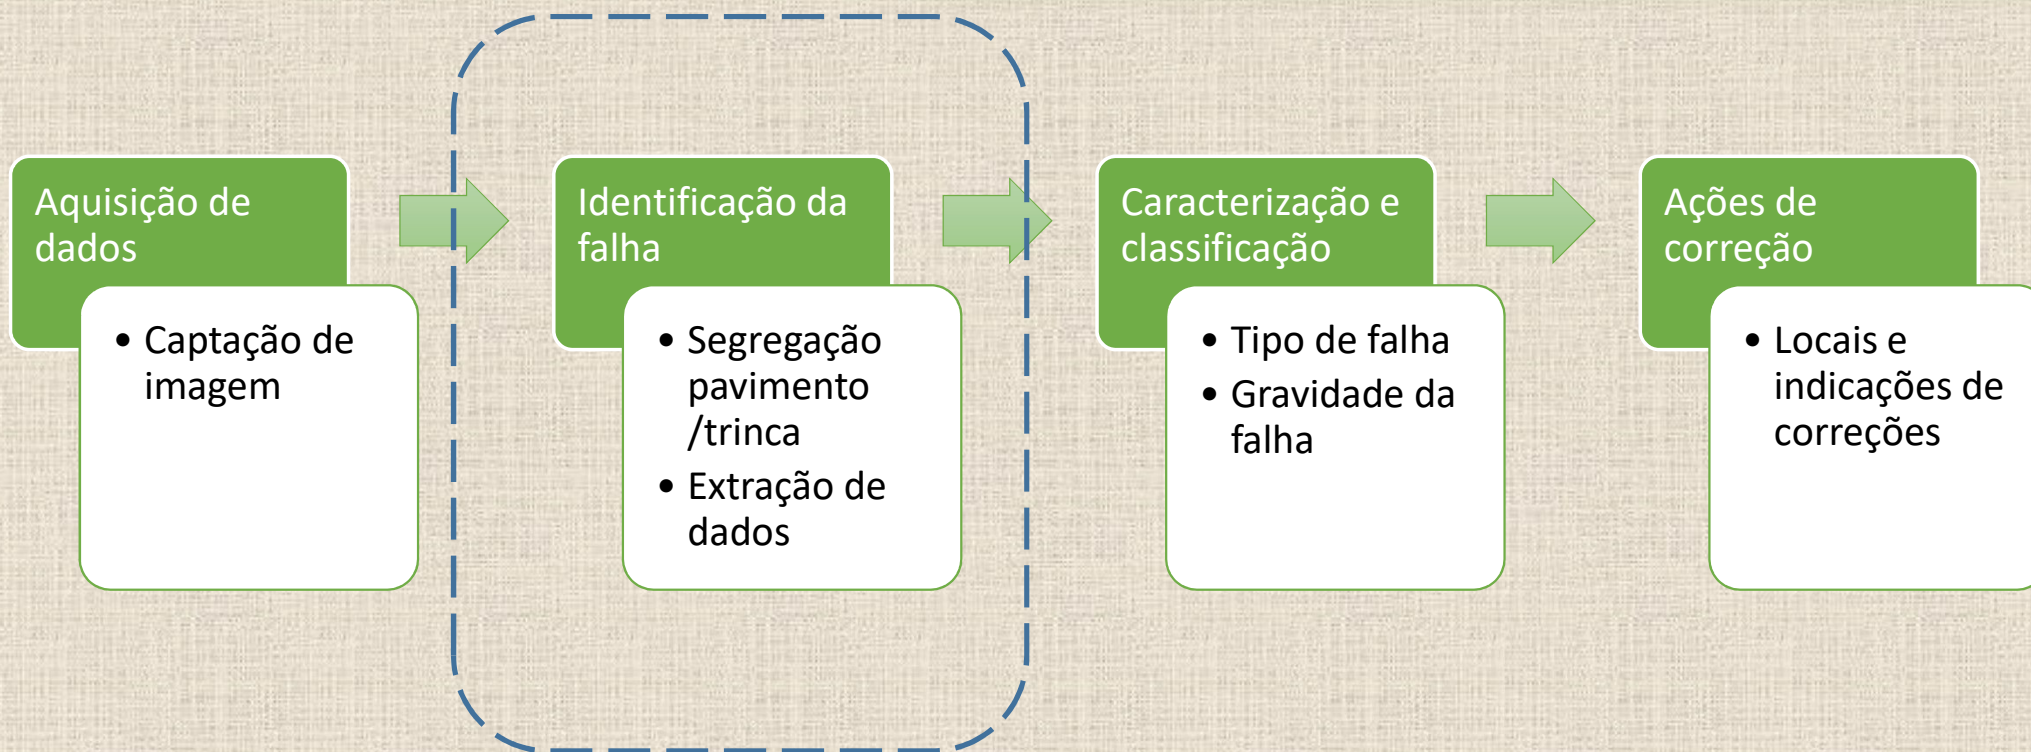 Aquisição de
dados
• Captação de
imagem
Identificação da
falha
• Segregação
pavimento
/trinca
• Extração de
dados
Caracterização e
classificação
• Tipo de falha
• Gravidade da
falha
Ações de
correção
• Locais e
indicações de
correções